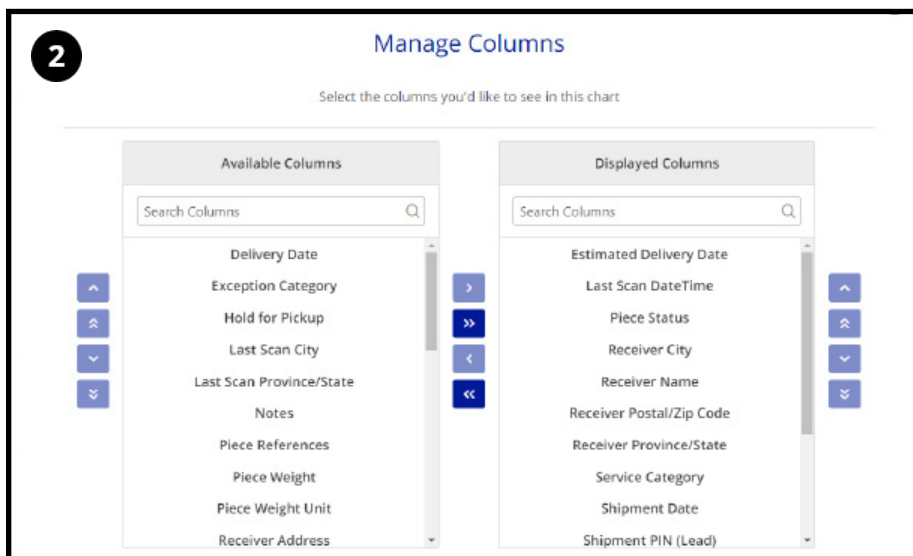 2
Manage Columns
Select the columns you'd like to see in this chart
Available Columns
Search Columns
Delivery Date
Exception Category
Hold for Pickup
Last Scan City
Last Scan Province/State
Notes
Piece References
Piece Weight
Piece Weight Unit
Receiver Address
Displayed Columns
Search Columns
Estimated Delivery Date
Last Scan DateTime
Piece Status
Receiver City
Receiver Name
Receiver Postal/Zip Code
Receiver Province/State
Service Category
Shipment Date
Shipment PIN (Lead)